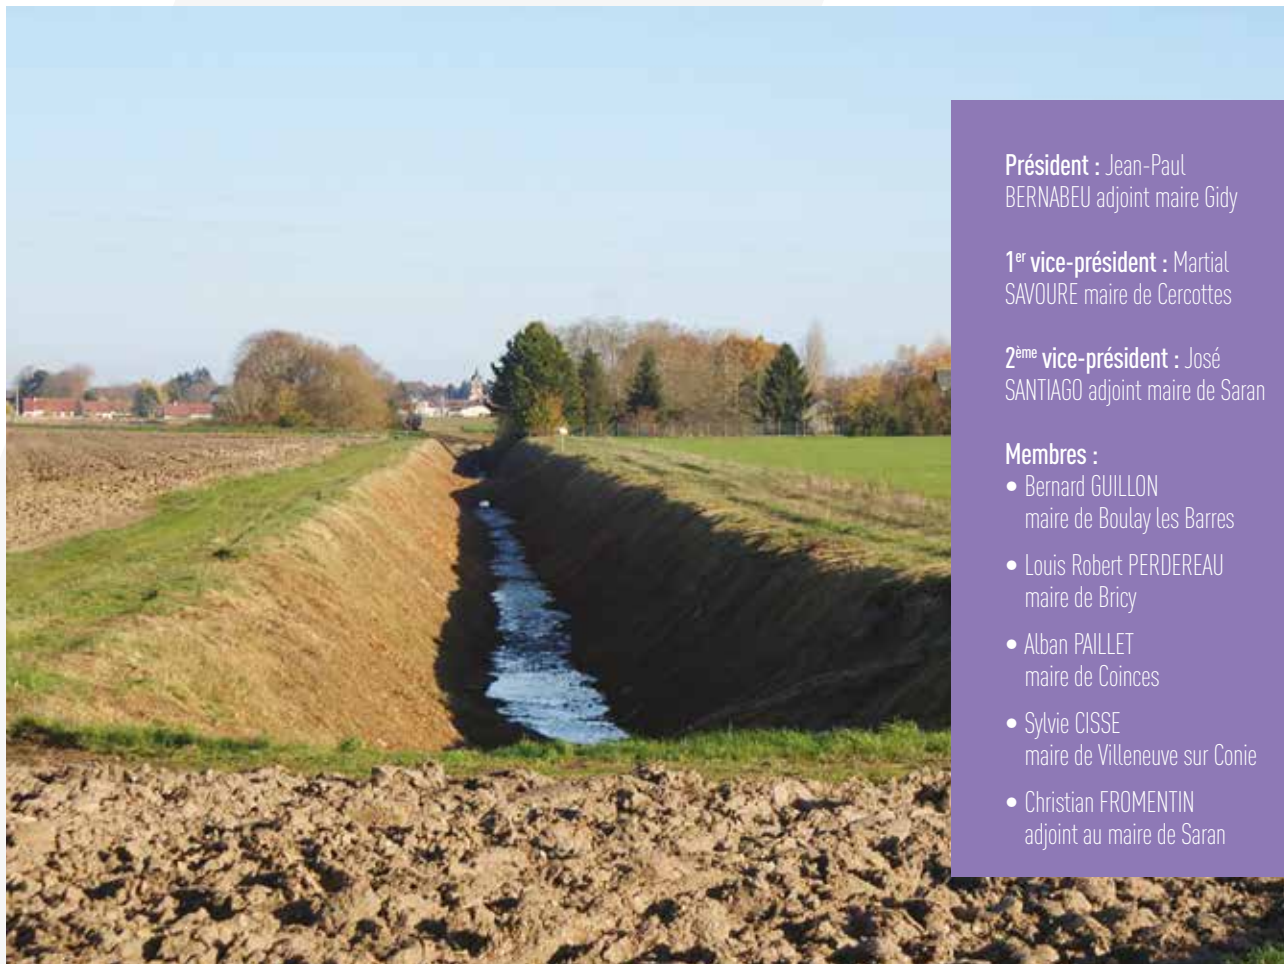 Président : Jean-Paul
BERNABEU adjoint maire Gidy
1er vice-président : Martial
SAVOURE maire de Cercottes
2ème vice-président : José
SANTIAGO adjoint maire de Saran
Membres :
• Bernard GUILLON
maire de Boulay les Barres
• Louis Robert PERDEREAU
maire de Bricy
• Alban PAILLET
maire de Coinces
• Sylvie CISSE
maire de Villeneuve sur Conie
• Christian FROMENTIN
adjoint au maire de Saran